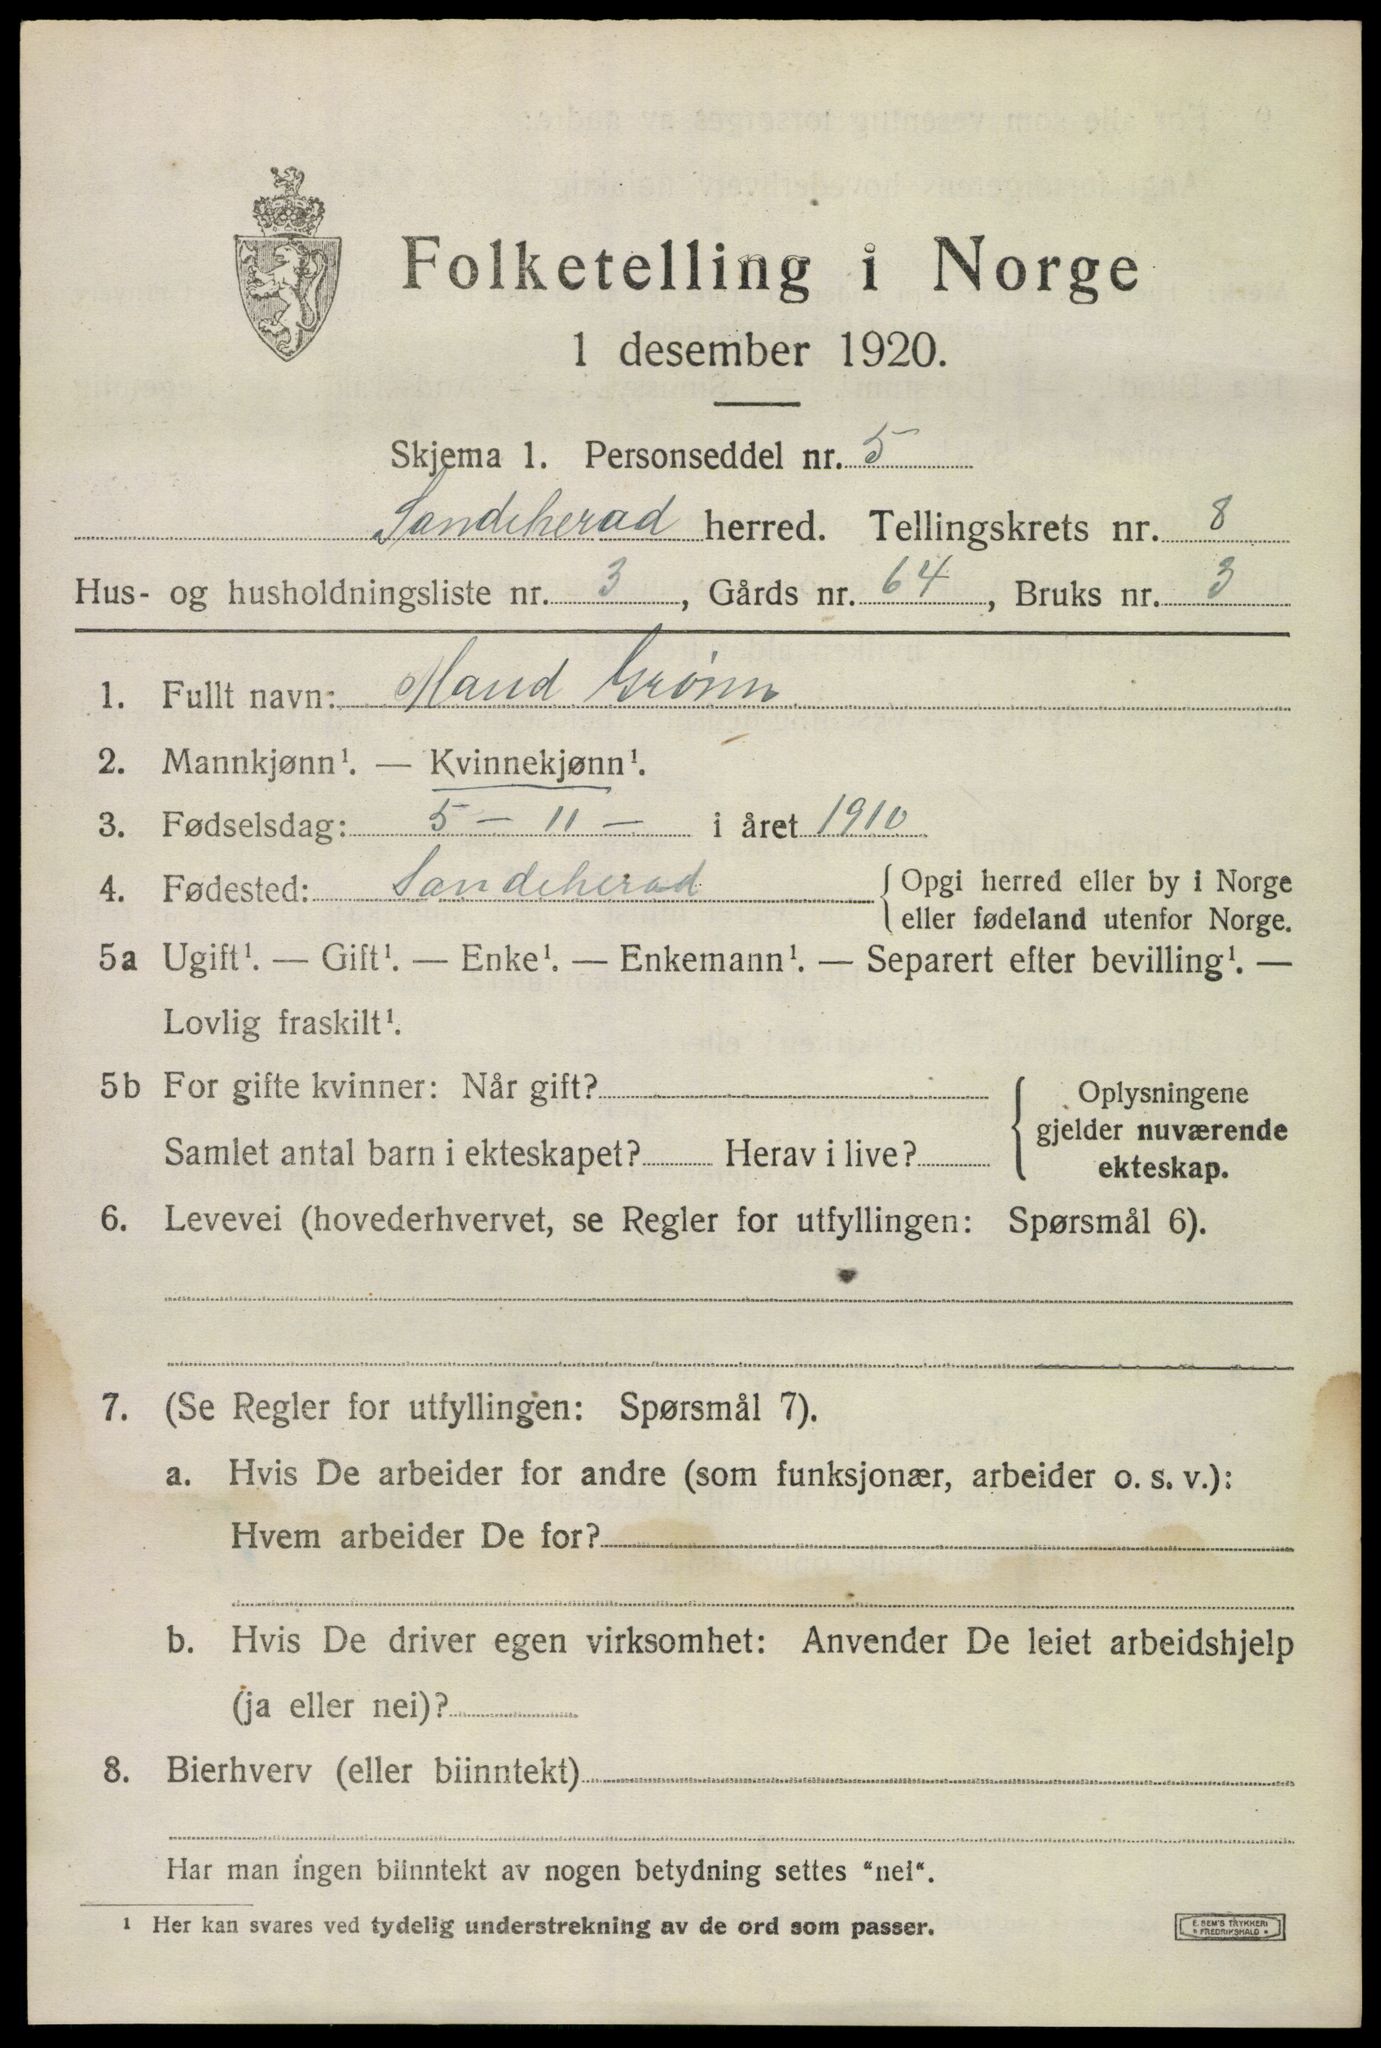 Folketelling i Norge
1 desember 1920.
Skjema 1. Personseddel nr. 5
Sandeherad herred. Tellingskrets nr. 8
Hus- og husholdningsliste nr. 3, Gårds nr. 64, Bruks nr. 3
1. Fullt navn: Maud Grønn
2. Mannkjønn¹. — Kvinnekjønn¹.
3. Fødselsdag: 5 - 11 - i året 1910
4. Fødested: Sandeherad { Opgi herred eller by i Norge
eller fødeland utenfor Norge.
5a Ugift¹. — Gift¹. — Enke¹. — Enkemann¹. — Separert efter bevilling¹. —
Lovlig fraskilt¹.
5b For gifte kvinner: Når gift?
Samlet antal barn i ekteskapet? Herav i live?
{ Oplysningene
gjelder nuværende
ekteskap.
6. Levevei (hovederhvervet, se Regler for utfyllingen: Spørsmål 6).
7. (Se Regler for utfyllingen: Spørsmål 7).
a. Hvis De arbeider for andre (som funksjonær, arbeider o. s. v.):
Hvem arbeider De for?
b. Hvis De driver egen virksomhet: Anvender De leiet arbeidshjelp
(ja eller nei)?
8. Bierhverv (eller biinntekt)
Har man ingen biinntekt av nogen betydning settes “nei“.
¹ Her kan svares ved tydelig understrekning av de ord som passer.
E. SEM'S TRYKKERI
* FREDRIKSHALD *